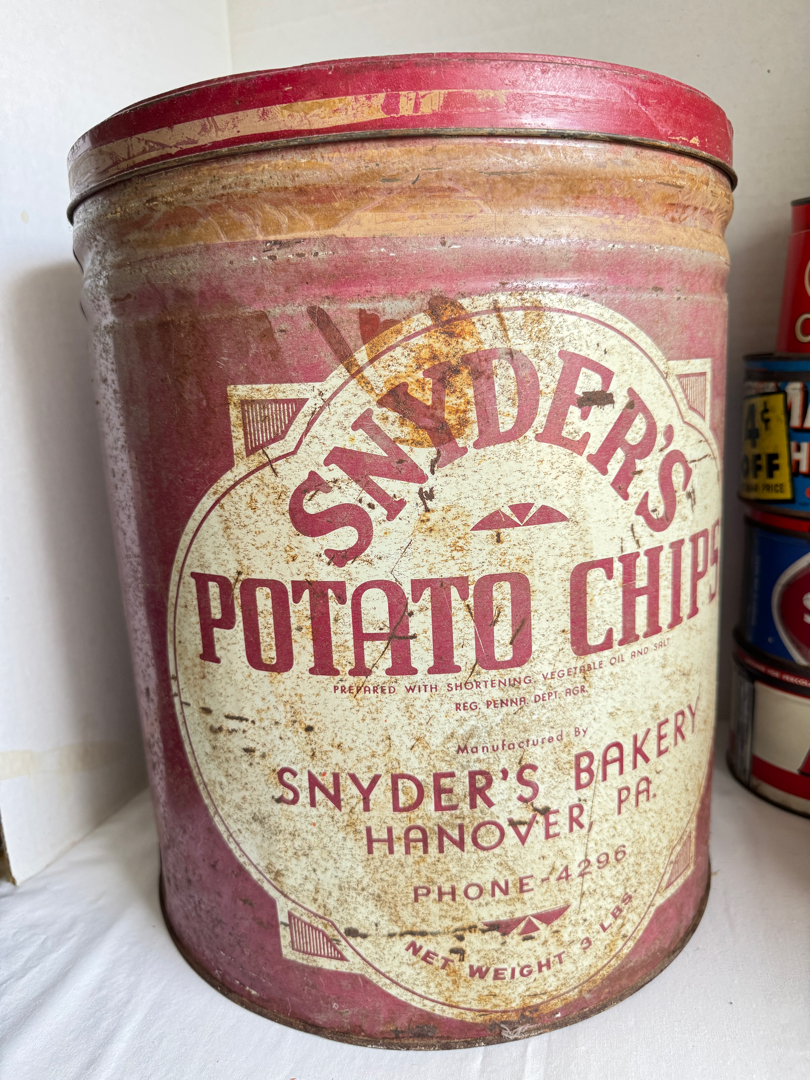 SNYDER'S
POTATO CHIPS
PREPARED WITH SHORTENING, VEGETABLE OIL AND SALT
REG. PENNA. DEPT. AGR.
Manufactured By
SNYDER'S BAKERY
HANOVER, PA.
PHONE-4296
NET WEIGHT 3 LBS.
4¢
OFF